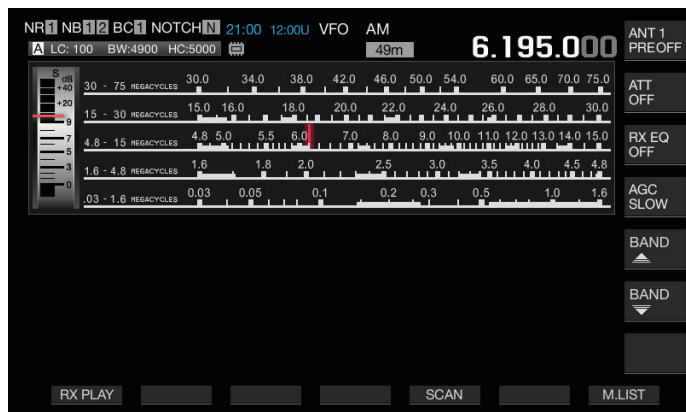 NR1 NB12 BC1 NOTCH N 21:00 12:00U VFO AM
A LC: 100 BW:4900 HC:5000 49m 6.195.000
ANT 1
PREOFF
S
dB
+40
+20
9
7
5
3
0
30 - 75 MEGACYCLES 30.0 34.0 38.0 42.0 46.0 50.0 54.0 60.0 65.0 70.0 75.0
15 - 30 MEGACYCLES 15.0 16.0 18.0 20.0 22.0 24.0 26.0 28.0 30.0
4.8 - 15 MEGACYCLES 4.8 5.0 5.5 6.0 7.0 8.0 9.0 10.0 11.0 12.0 13.0 14.0 15.0
1.6 - 4.8 MEGACYCLES 1.6 1.8 2.0 2.5 3.0 3.5 4.0 4.5 4.8
.03 - 1.6 MEGACYCLES 0.03 0.05 0.1 0.2 0.3 0.5 1.0 1.6
ATT
OFF
RX EQ
OFF
AGC
SLOW
BAND
BAND
RX PLAY SCAN M.LIST